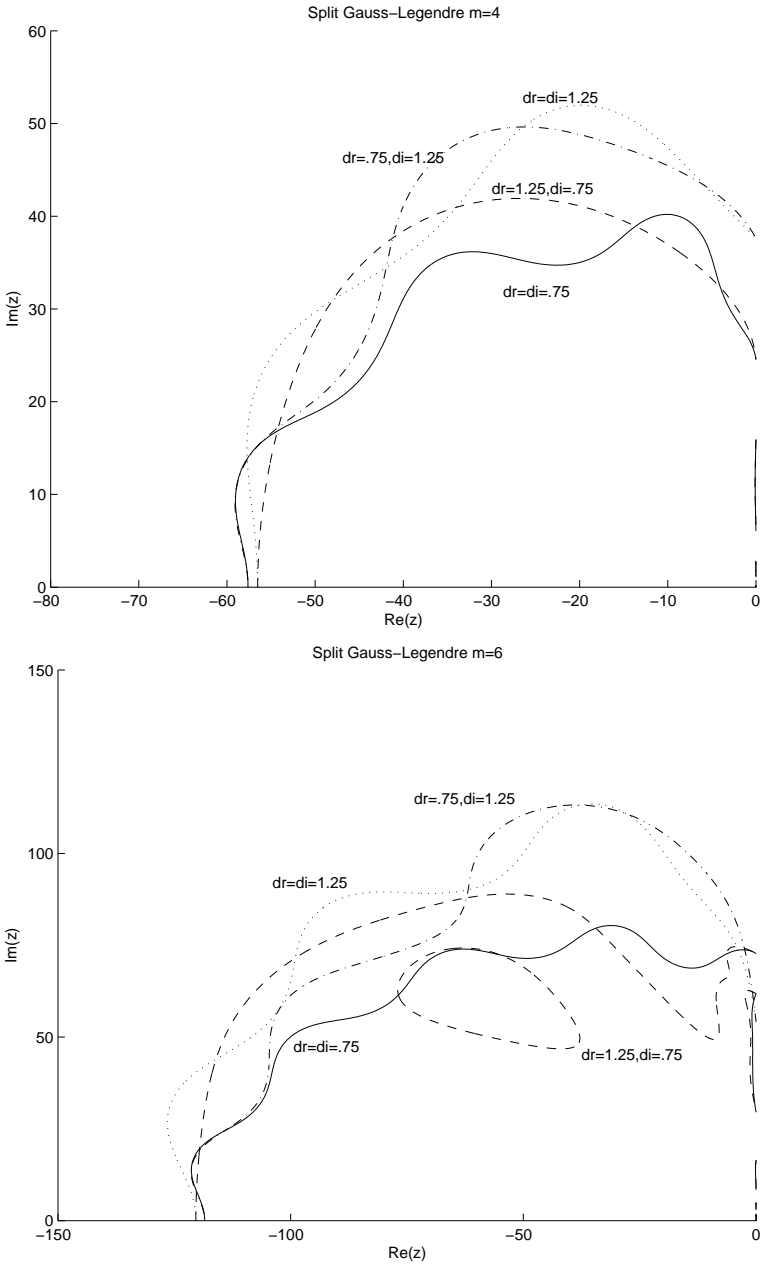 Split Gauss−Legendre m=4
60
50
40
30
20
10
0
Im(z)
dr=di=1.25
dr=.75,di=1.25
dr=1.25,di=.75
dr=di=.75
−80 −70 −60 −50 −40 −30 −20 −10 0
Re(z)
Split Gauss−Legendre m=6
150
100
50
0
Im(z)
dr=.75,di=1.25
dr=di=1.25
dr=di=.75
dr=1.25,di=.75
−150 −100 −50 0
Re(z)